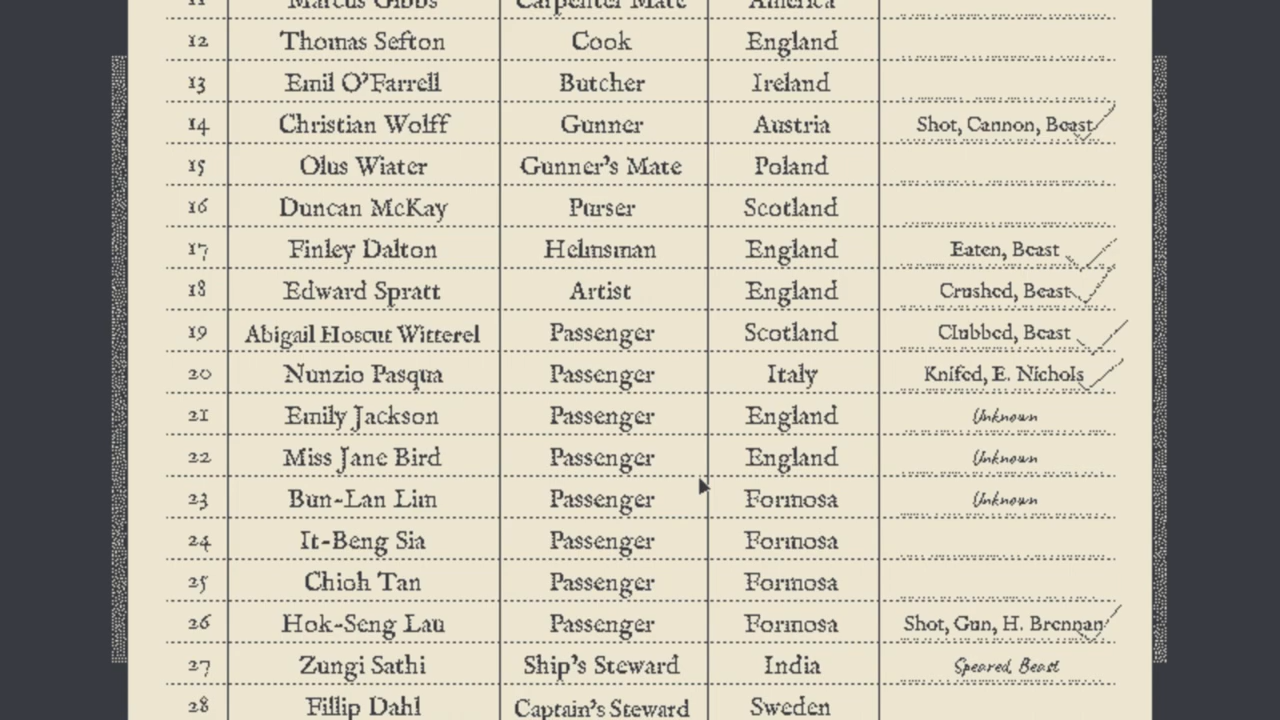 11 Marcus Gibbs Carpenter Mate America
12 Thomas Sefton Cook England
13 Emil O'Farrell Butcher Ireland
14 Christian Wolff Gunner Austria Shot, Cannon, Beast
15 Olus Wiater Gunner's Mate Poland
16 Duncan McKay Purser Scotland
17 Finley Dalton Helmsman England Eaten, Beast
18 Edward Spratt Artist England Crushed, Beast
19 Abigail Hoscut Witterel Passenger Scotland Clubbed, Beast
20 Nunzio Pasqua Passenger Italy Knifed, E. Nichols
21 Emily Jackson Passenger England Unknown
22 Miss Jane Bird Passenger England Unknown
23 Bun-Lan Lim Passenger Formosa Unknown
24 It-Beng Sia Passenger Formosa
25 Chioh Tan Passenger Formosa
26 Hok-Seng Lau Passenger Formosa Shot, Gun, H. Brennan
27 Zungi Sathi Ship's Steward India Speared, Beast
28 Fillip Dahl Captain's Steward Sweden